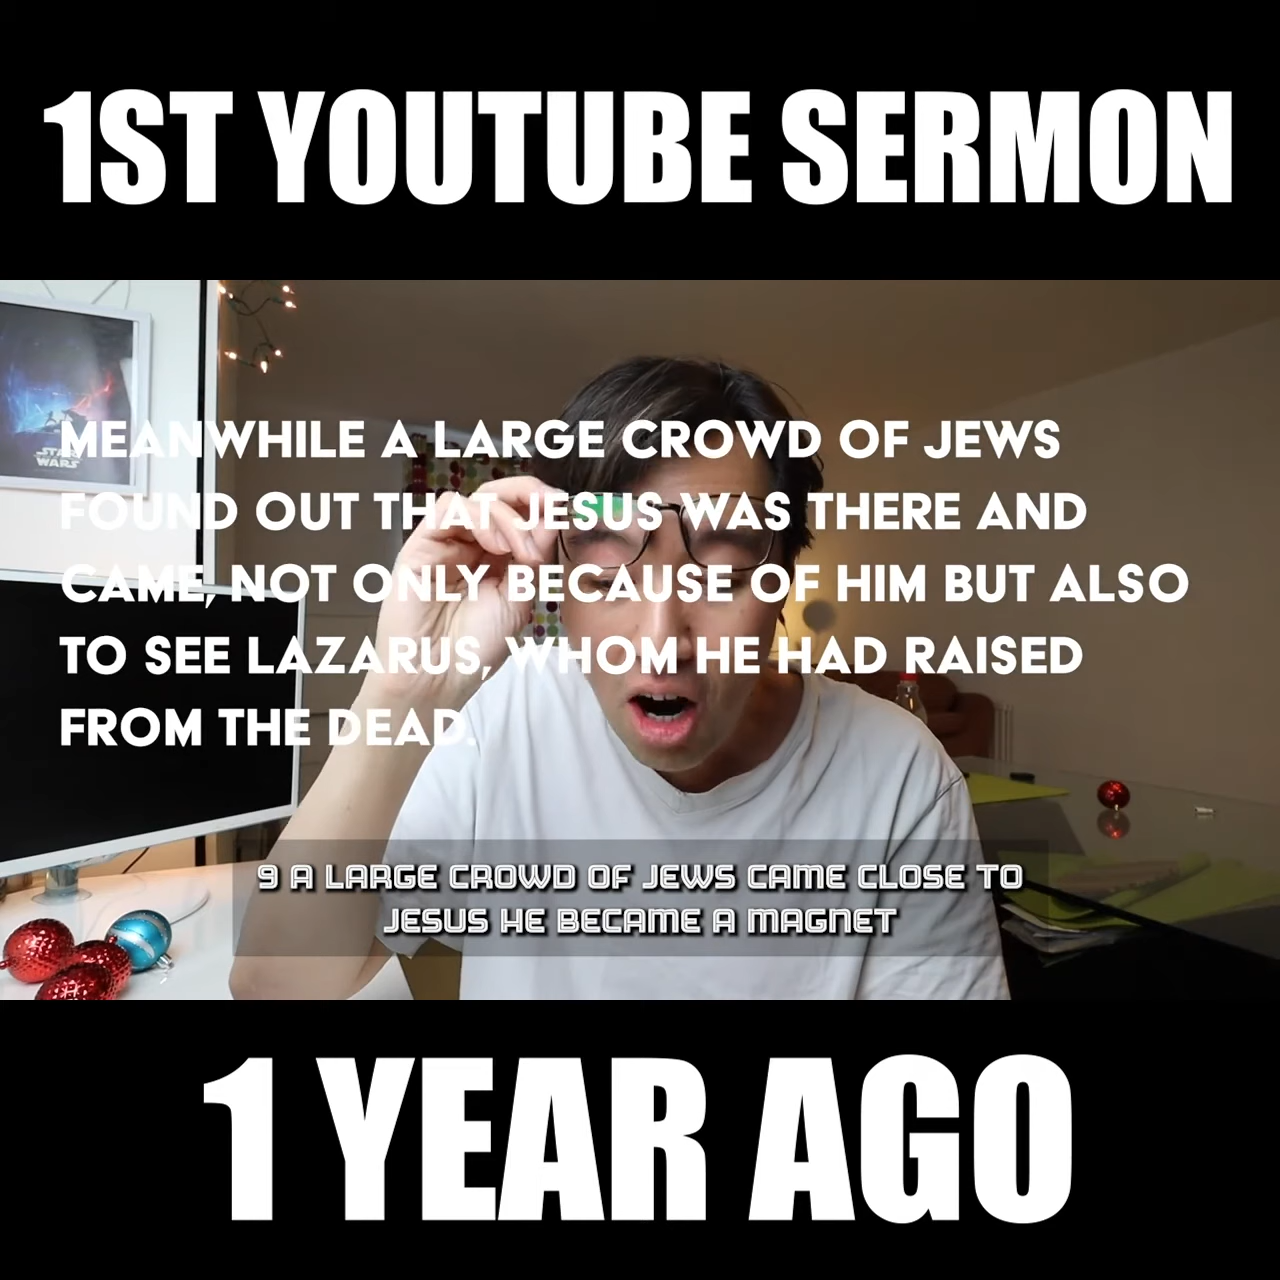 1ST YOUTUBE SERMON
STAR
WARS
MEANWHILE A LARGE CROWD OF JEWS
FOUND OUT THAT JESUS WAS THERE AND
CAME, NOT ONLY BECAUSE OF HIM BUT ALSO
TO SEE LAZARUS, WHOM HE HAD RAISED
FROM THE DEAD.
9 A LARGE CROWD OF JEWS CAME CLOSE TO
JESUS HE BECAME A MAGNET
1 YEAR AGO